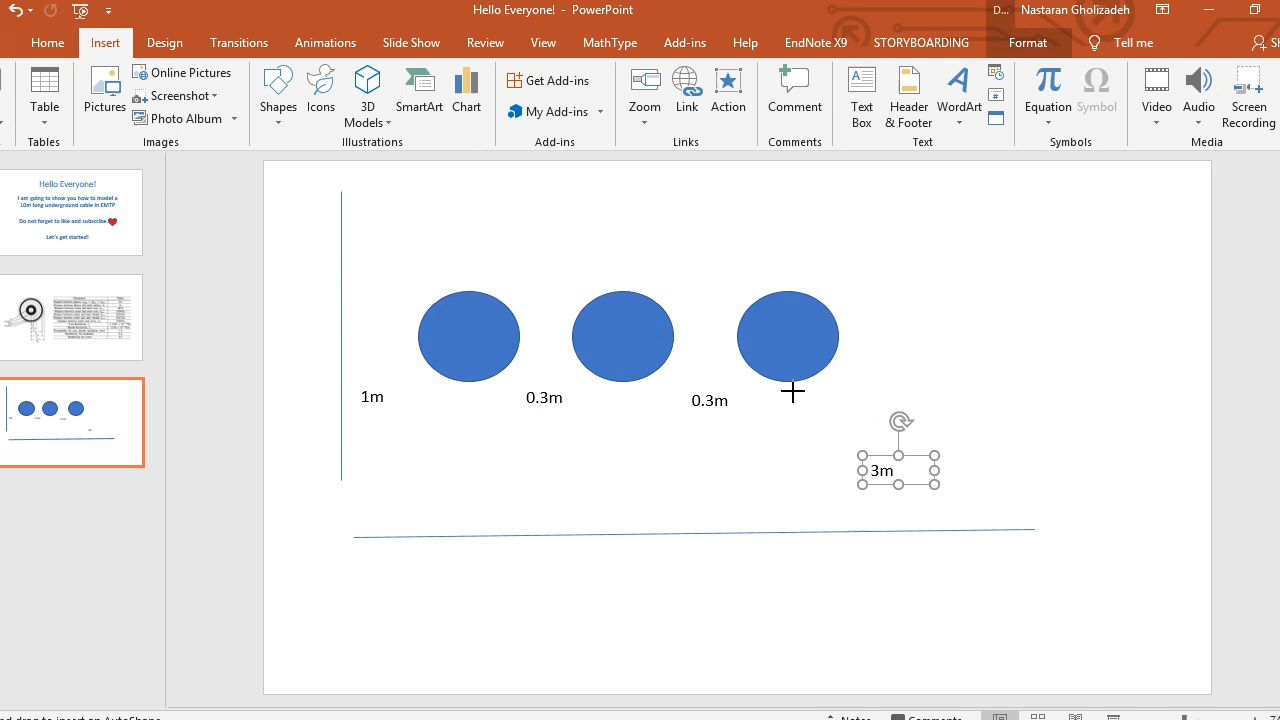 Hello Everyone! - PowerPoint
D... Nastaran Gholizadeh
Home Insert Design Transitions Animations Slide Show Review View MathType Add-ins Help EndNote X9 STORYBOARDING Format Tell me
Table
Tables
Pictures
Online Pictures
Screenshot
Photo Album
Images
Shapes
Icons
3D
Models
SmartArt
Chart
Illustrations
Get Add-ins
My Add-ins
Add-ins
Zoom
Link
Action
Links
Comment
Comments
Text
Box
Header
& Footer
WordArt
Text
Equation
Symbol
Symbols
Video
Audio
Screen
Recording
Media
Hello Everyone!
I am going to show you how to model a
10m long underground cable in EMTP
Do not forget to like and subscribe.
Let's get started!
1m
0.3m
0.3m
3m